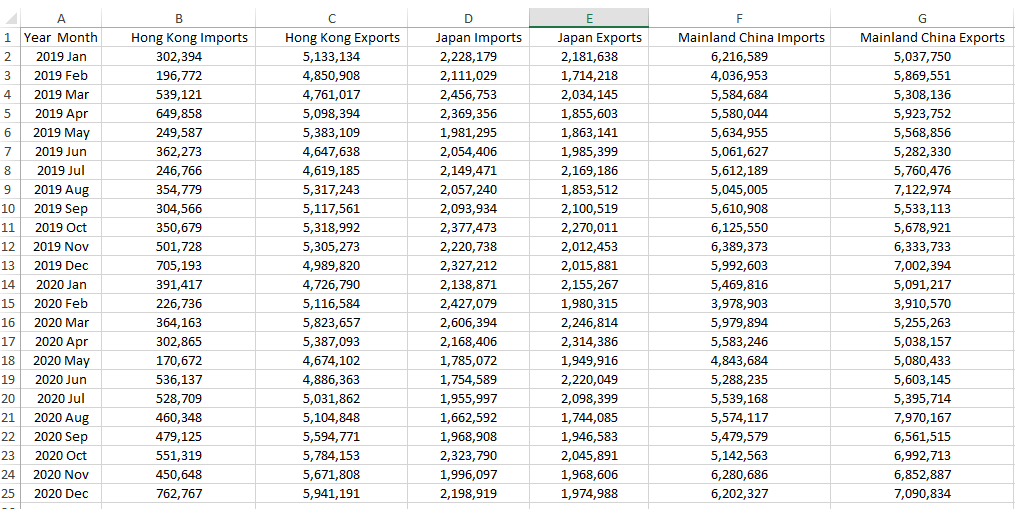 A B C D E F G
1 Year Month Hong Kong Imports Hong Kong Exports Japan Imports Japan Exports Mainland China Imports Mainland China Exports
2 2019 Jan 302,394 5,133,134 2,228,179 2,181,638 6,216,589 5,037,750
3 2019 Feb 196,772 4,850,908 2,111,029 1,714,218 4,036,953 5,869,551
4 2019 Mar 539,121 4,761,017 2,456,753 2,034,145 5,584,684 5,308,136
5 2019 Apr 649,858 5,098,394 2,369,356 1,855,603 5,580,044 5,923,752
6 2019 May 249,587 5,383,109 1,981,295 1,863,141 5,634,955 5,568,856
7 2019 Jun 362,273 4,647,638 2,054,406 1,985,399 5,061,627 5,282,330
8 2019 Jul 246,766 4,619,185 2,149,471 2,169,186 5,612,189 5,760,476
9 2019 Aug 354,779 5,317,243 2,057,240 1,853,512 5,045,005 7,122,974
10 2019 Sep 304,566 5,117,561 2,093,934 2,100,519 5,610,908 5,533,113
11 2019 Oct 350,679 5,318,992 2,377,473 2,270,011 6,125,550 5,678,921
12 2019 Nov 501,728 5,305,273 2,220,738 2,012,453 6,389,373 6,333,733
13 2019 Dec 705,193 4,989,820 2,327,212 2,015,881 5,992,603 7,002,394
14 2020 Jan 391,417 4,726,790 2,138,871 2,155,267 5,469,816 5,091,217
15 2020 Feb 226,736 5,116,584 2,427,079 1,980,315 3,978,903 3,910,570
16 2020 Mar 364,163 5,823,657 2,606,394 2,246,814 5,979,894 5,255,263
17 2020 Apr 302,865 5,387,093 2,168,406 2,314,386 5,583,246 5,038,157
18 2020 May 170,672 4,674,102 1,785,072 1,949,916 4,843,684 5,080,433
19 2020 Jun 536,137 4,886,363 1,754,589 2,220,049 5,288,235 5,603,145
20 2020 Jul 528,709 5,031,862 1,955,997 2,098,399 5,539,168 5,395,714
21 2020 Aug 460,348 5,104,848 1,662,592 1,744,085 5,574,117 7,970,167
22 2020 Sep 479,125 5,594,771 1,968,908 1,946,583 5,479,579 6,561,515
23 2020 Oct 551,319 5,784,153 2,323,790 2,045,891 5,142,563 6,992,713
24 2020 Nov 450,648 5,671,808 1,996,097 1,968,606 6,280,686 6,852,887
25 2020 Dec 762,767 5,941,191 2,198,919 1,974,988 6,202,327 7,090,834